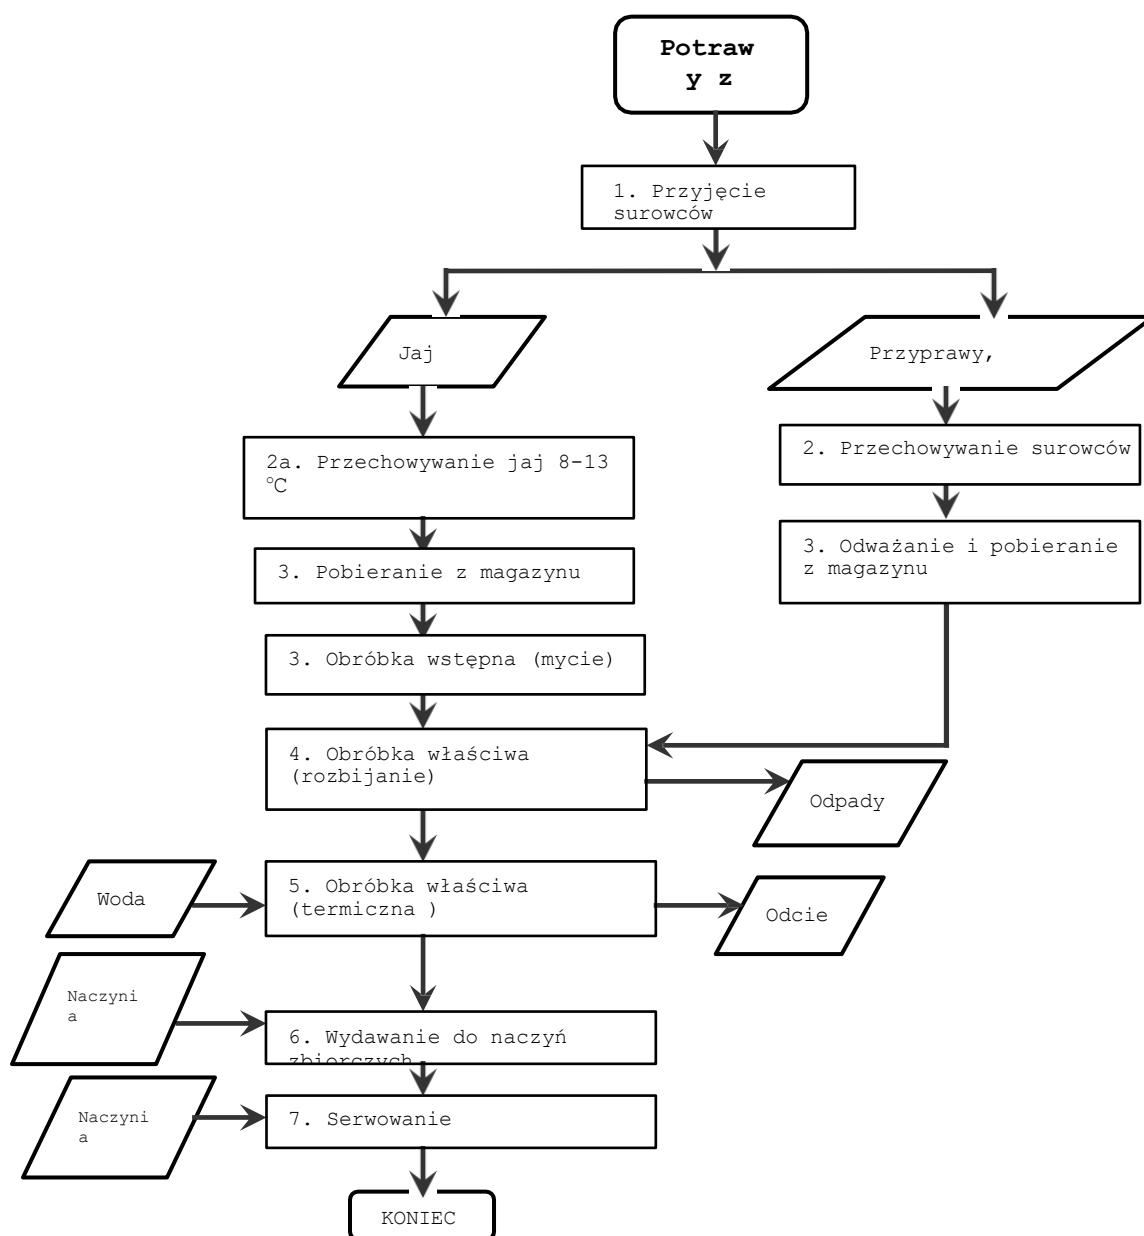 Potraw
y z
1. Przyjęcie
surowców
Jaj
Przyprawy,
2a. Przechowywanie jaj 8-13
°C
2. Przechowywanie surowców
3. Pobieranie z magazynu
3. Odważanie i pobieranie
z magazynu
3. Obróbka wstępna (mycie)
4. Obróbka właściwa
(rozbijanie)
Odpady
Woda
5. Obróbka właściwa
(termiczna )
Odcie
Naczyni
a
6. Wydawanie do naczyń
zbiorczych
Naczyni
a
7. Serwowanie
KONIEC